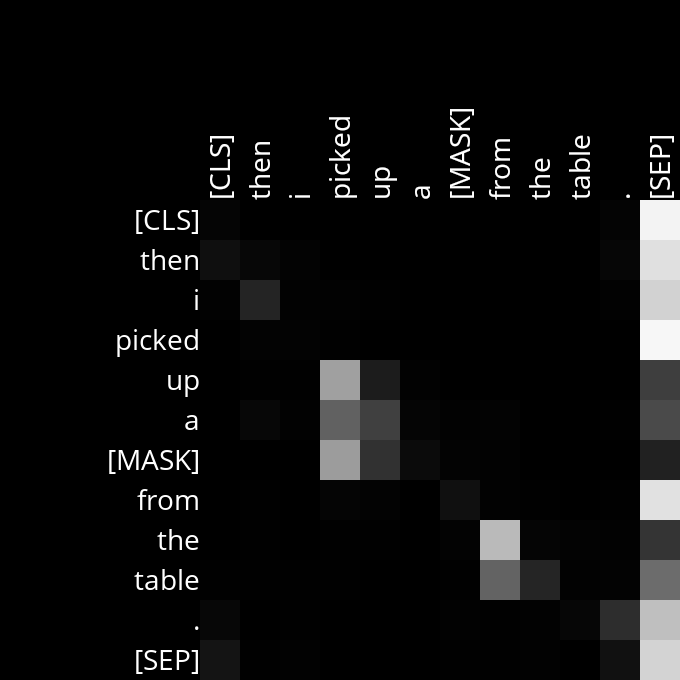 [CLS] then i picked up a [MASK] from the table . [SEP]
[CLS]
then
i
picked
up
a
[MASK]
from
the
table
.
[SEP]